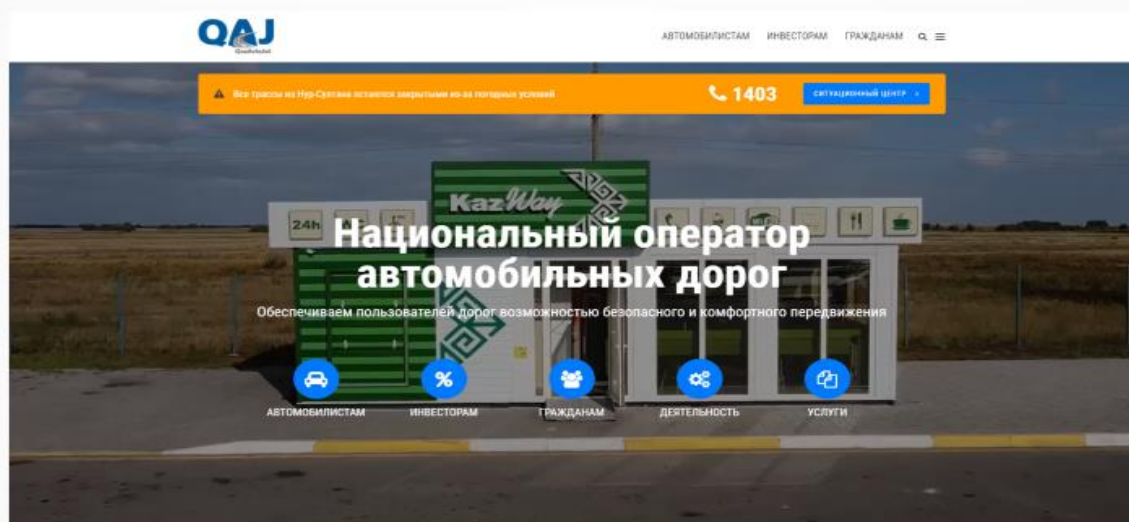 QAJ
QazAvtoJol
АВТОМОБИЛИСТАМ ИНВЕСТОРАМ ГРАЖДАНАМ
Все трассы из Нур-Султана остаются закрытыми из-за погодных условий
1403
СИТУАЦИОННЫЙ ЦЕНТР
KazWay
24h
Национальный оператор
автомобильных дорог
Обеспечиваем пользователей дорог возможностью безопасного и комфортного передвижения
АВТОМОБИЛИСТАМ ИНВЕСТОРАМ ГРАЖДАНАМ ДЕЯТЕЛЬНОСТЬ УСЛУГИ